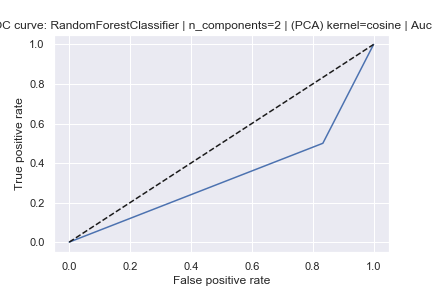 OC curve: RandomForestClassifier | n_components=2 | (PCA) kernel=cosine | Auc
1.0
0.8
0.6
0.4
0.2
0.0
True positive rate
0.0 0.2 0.4 0.6 0.8 1.0
False positive rate